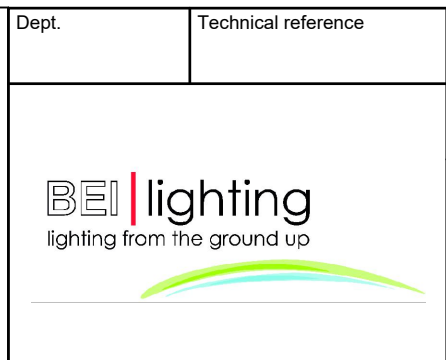 Dept. Technical reference
BEI lighting
lighting from the ground up